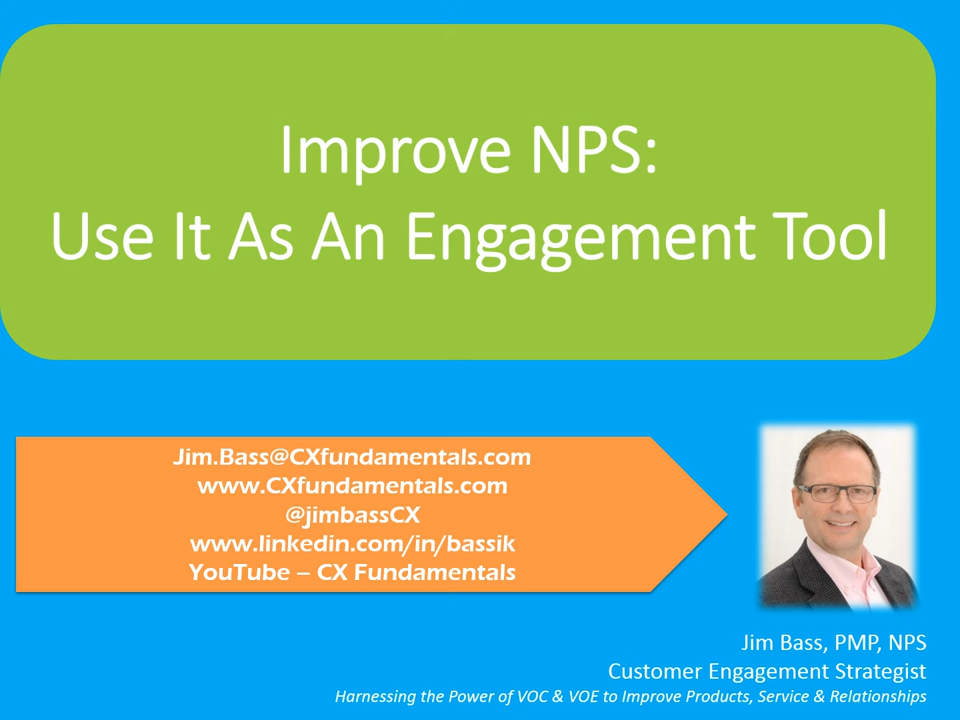 Improve NPS:
Use It As An Engagement Tool
Jim.Bass@CXfundamentals.com
www.CXfundamentals.com
@jimbassCX
www.linkedin.com/in/bassik
YouTube – CX Fundamentals
Jim Bass, PMP, NPS
Customer Engagement Strategist
Harnessing the Power of VOC & VOE to Improve Products, Service & Relationships